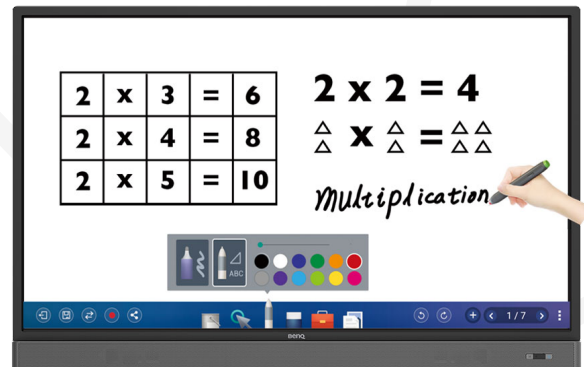 2 x 3 = 6
2 x 4 = 8
2 x 5 = 10
2 x 2 = 4
x =
multiplication
ABC
1/7
BenQ